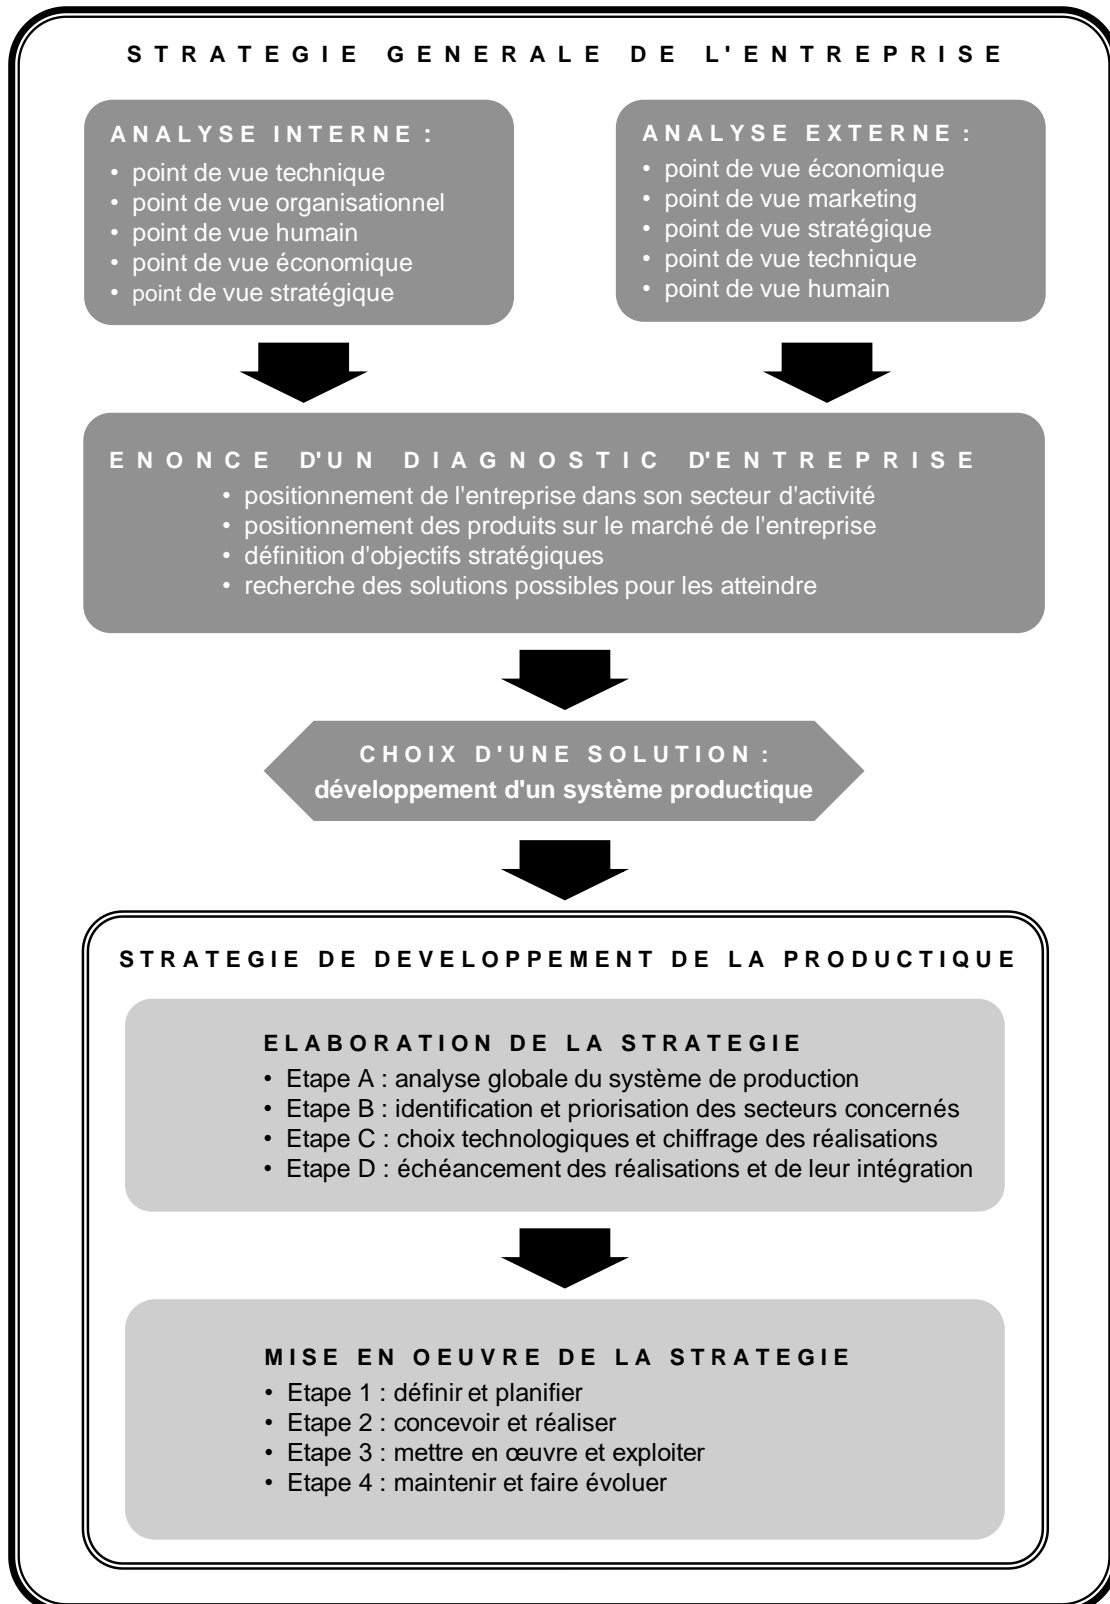 STRATEGIE GENERALE DE L'ENTREPRISE
ANALYSE INTERNE :
• point de vue technique
• point de vue organisationnel
• point de vue humain
• point de vue économique
• point de vue stratégique
ANALYSE EXTERNE :
• point de vue économique
• point de vue marketing
• point de vue stratégique
• point de vue technique
• point de vue humain
ENONCE D'UN DIAGNOSTIC D'ENTREPRISE
• positionnement de l'entreprise dans son secteur d'activité
• positionnement des produits sur le marché de l'entreprise
• définition d'objectifs stratégiques
• recherche des solutions possibles pour les atteindre
CHOIX D'UNE SOLUTION :
développement d'un système productique
STRATEGIE DE DEVELOPPEMENT DE LA PRODUCTIQUE
ELABORATION DE LA STRATEGIE
• Etape A : analyse globale du système de production
• Etape B : identification et priorisation des secteurs concernés
• Etape C : choix technologiques et chiffrage des réalisations
• Etape D : échéancement des réalisations et de leur intégration
MISE EN OEUVRE DE LA STRATEGIE
• Etape 1 : définir et planifier
• Etape 2 : concevoir et réaliser
• Etape 3 : mettre en œuvre et exploiter
• Etape 4 : maintenir et faire évoluer